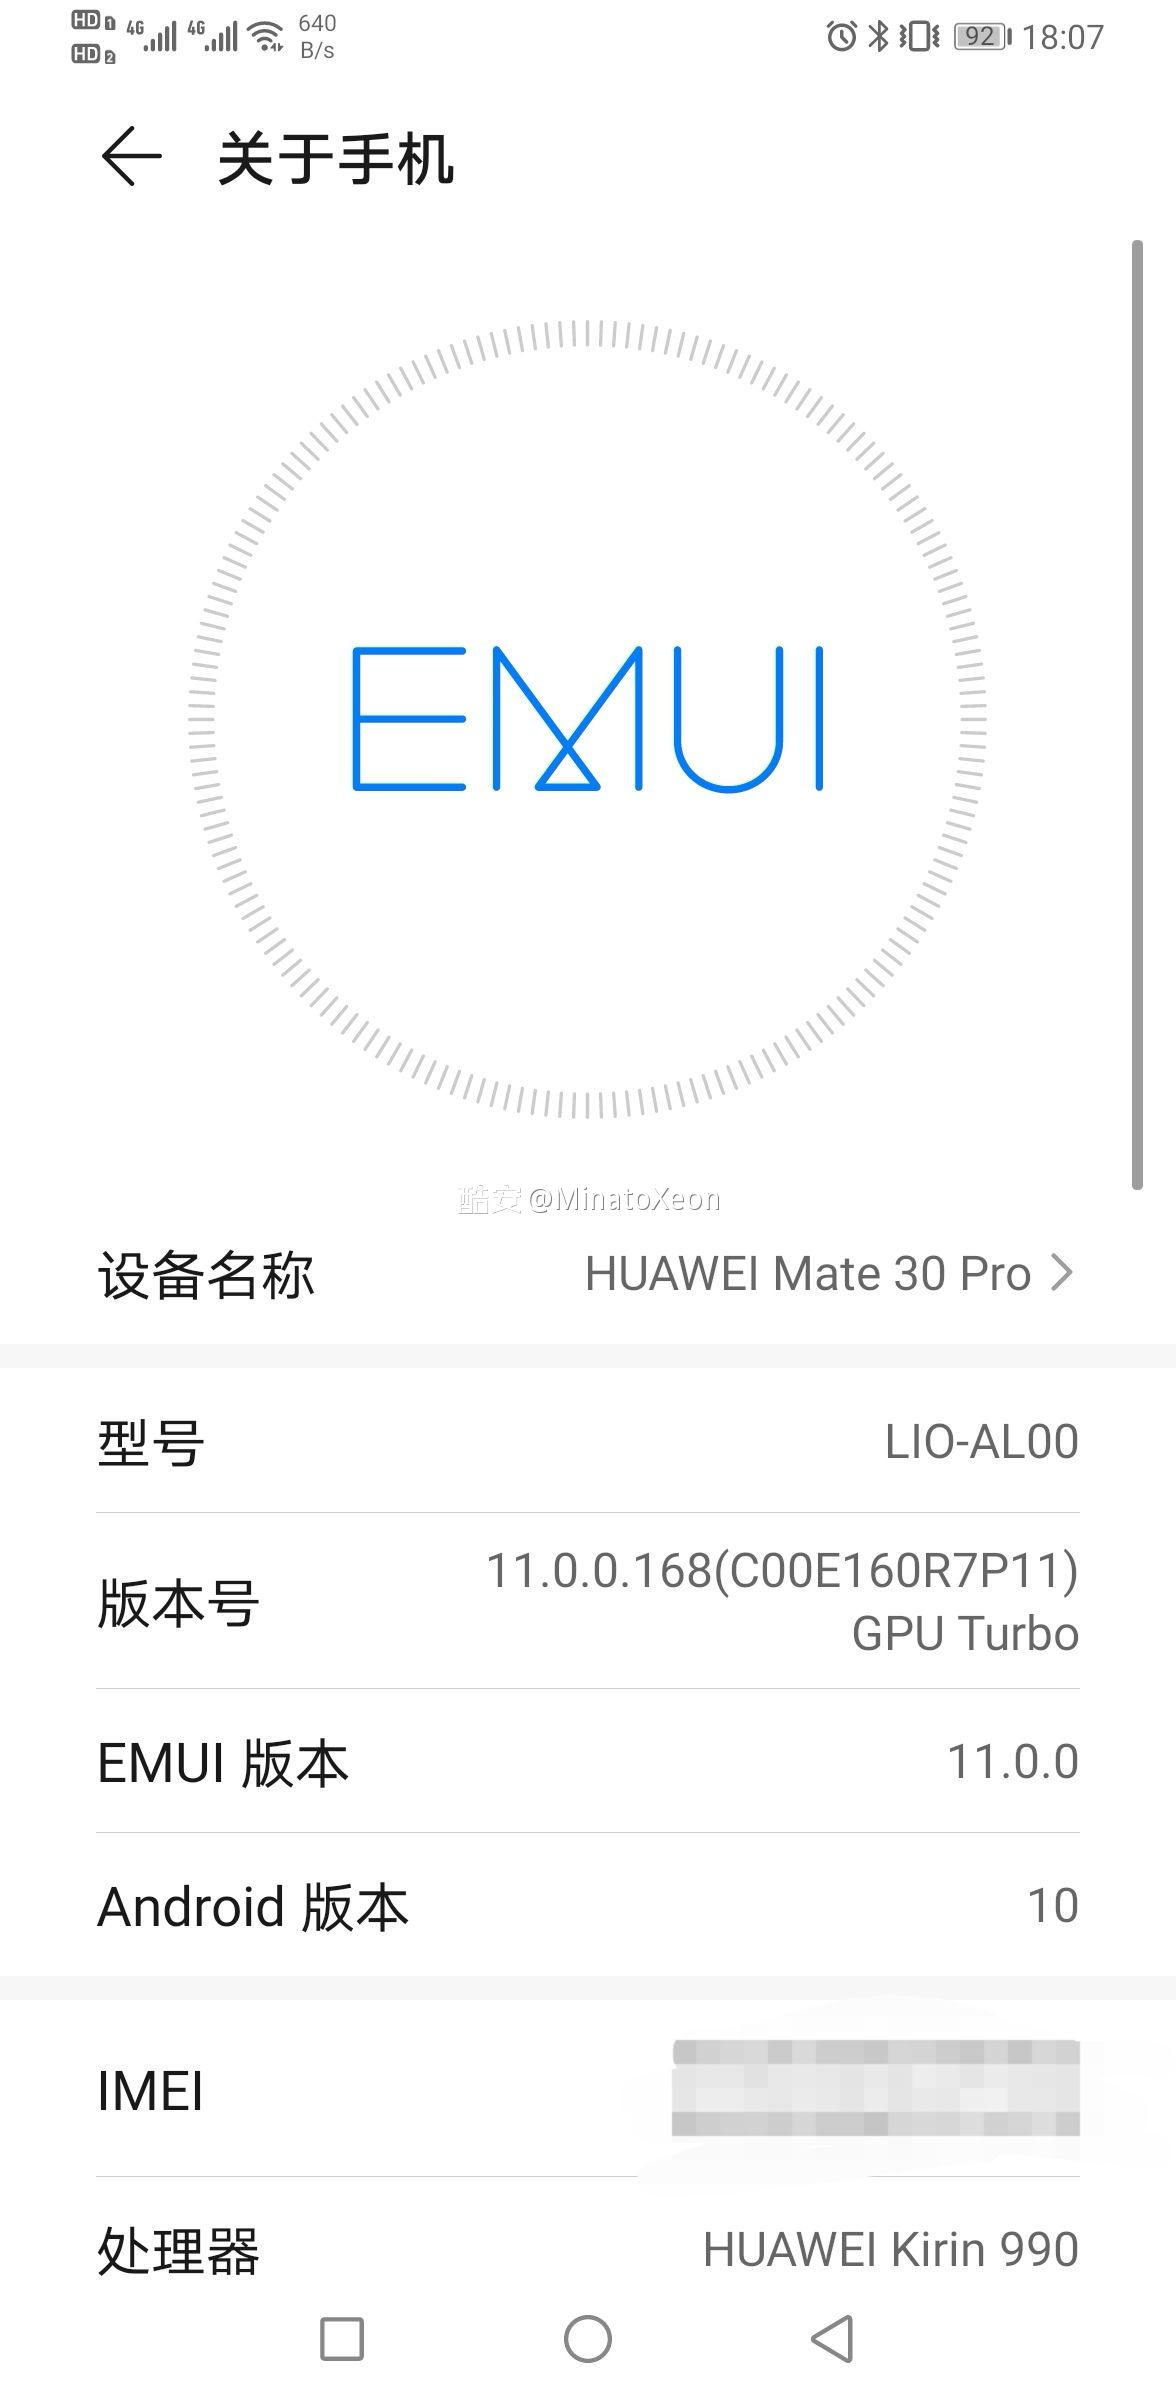 HD 1 4G 4G 640
HD 2 B/s
92 18:07
关于手机
EMUI
酷安 @MinatoXeon
设备名称 HUAWEI Mate 30 Pro
型号 LIO-AL00
版本号 11.0.0.168(C00E160R7P11)
GPU Turbo
EMUI 版本 11.0.0
Android 版本 10
IMEI
处理器 HUAWEI Kirin 990